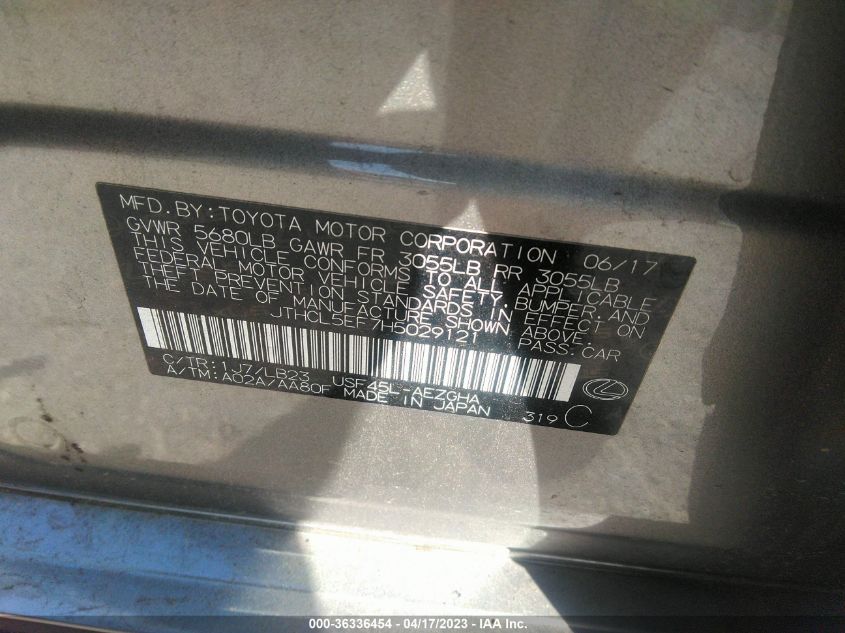 MFD.BY:TOYOTA MOTOR CORPORATION 06/17
GVWR 5680LB GAWR FR 3055LB RR 3055LB
THIS VEHICLE CONFORMS TO ALL APPLICABLE
FEDERAL MOTOR VEHICLE SAFETY,BUMPER,AND
THEFT PREVENTION STANDARDS IN EFFECT ON
THE DATE OF MANUFACTURE SHOWN ABOVE.
JTHCL5EF7H5029121 PASS.CAR
C/TR:1J7/LB23 USF45L-AEZGHA
A/TM:A02A/AA80F MADE IN JAPAN 319 C
000-36336454 - 04/17/2023 - IAA Inc.